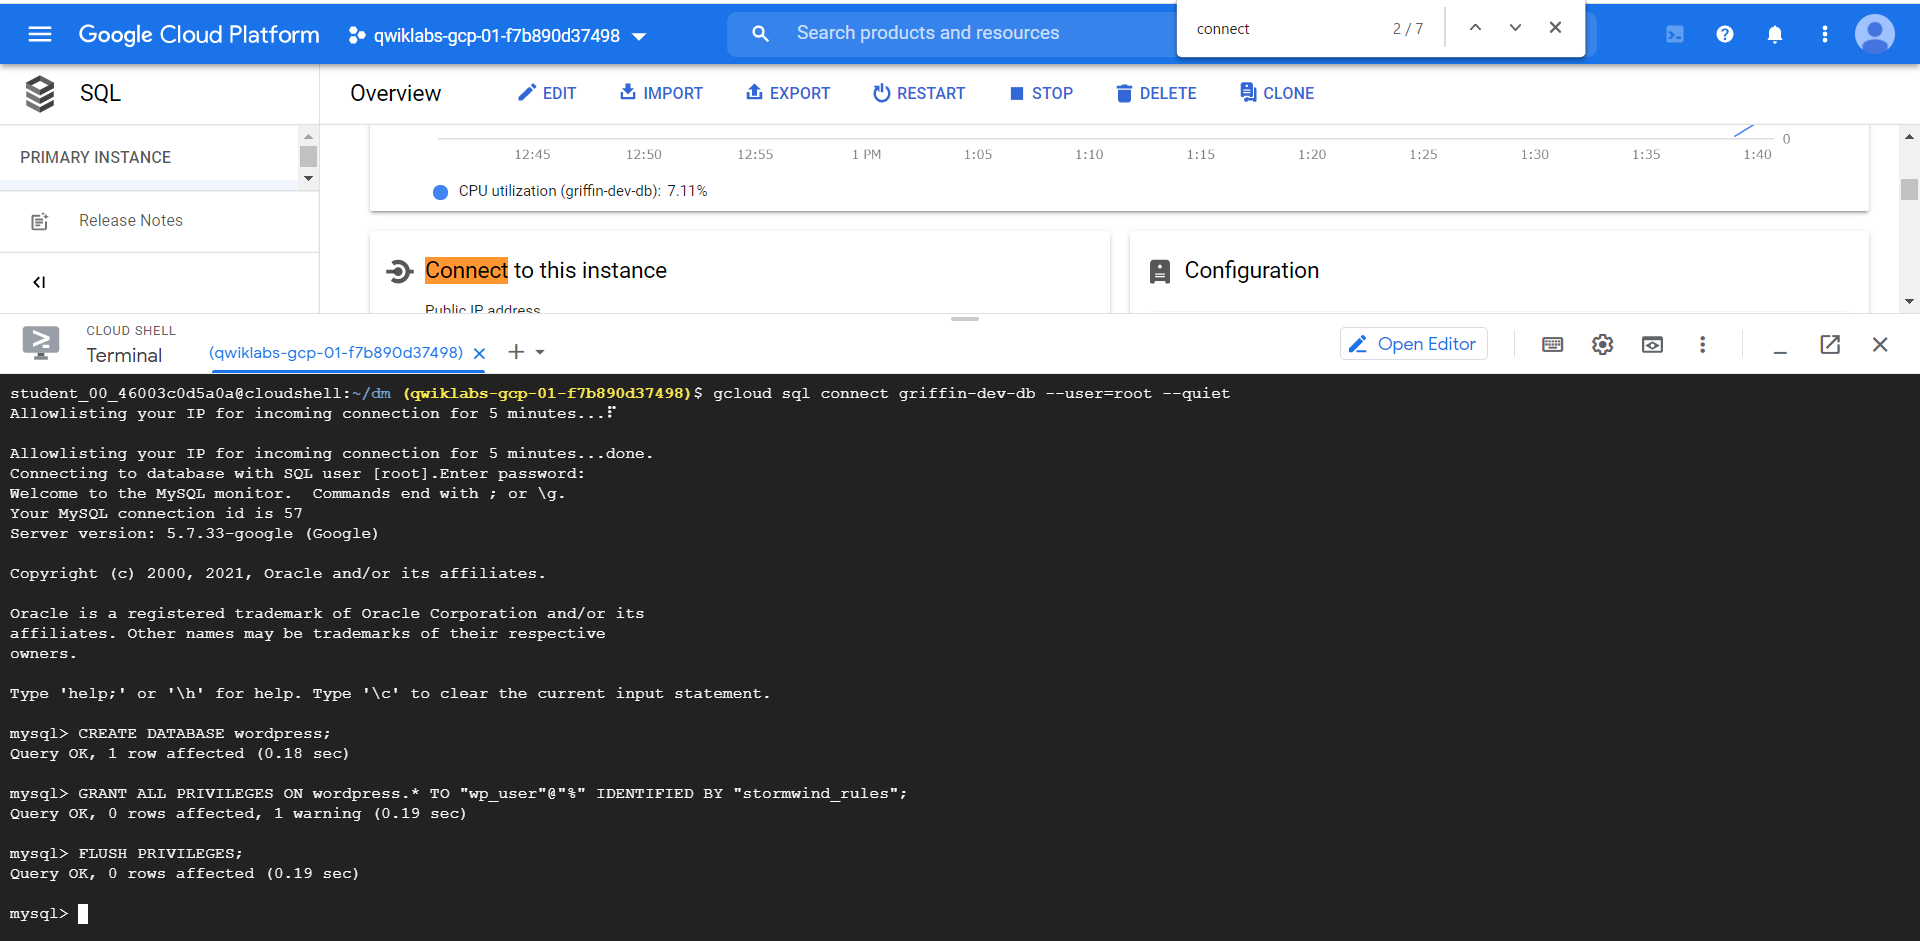 Google Cloud Platform
qwiklabs-gcp-01-f7b890d37498
Search products and resources
connect
2 / 7
SQL
Overview
EDIT
IMPORT
EXPORT
RESTART
STOP
DELETE
CLONE
PRIMARY INSTANCE
Release Notes
0
12:45
12:50
12:55
1 PM
1:05
1:10
1:15
1:20
1:25
1:30
1:35
1:40
CPU utilization (griffin-dev-db): 7.11%
Connect to this instance
Public IP address
Configuration
CLOUD SHELL
Terminal
(qwiklabs-gcp-01-f7b890d37498)
Open Editor
student_00_46003c0d5a0a@cloudshell:~/dm (qwiklabs-gcp-01-f7b890d37498)$ gcloud sql connect griffin-dev-db --user=root --quiet
Allowlisting your IP for incoming connection for 5 minutes...⠏
Allowlisting your IP for incoming connection for 5 minutes...done.
Connecting to database with SQL user [root].Enter password:
Welcome to the MySQL monitor.  Commands end with ; or \g.
Your MySQL connection id is 57
Server version: 5.7.33-google (Google)
Copyright (c) 2000, 2021, Oracle and/or its affiliates.
Oracle is a registered trademark of Oracle Corporation and/or its
affiliates. Other names may be trademarks of their respective
owners.
Type 'help;' or '\h' for help. Type '\c' to clear the current input statement.
mysql> CREATE DATABASE wordpress;
Query OK, 1 row affected (0.18 sec)
mysql> GRANT ALL PRIVILEGES ON wordpress.* TO "wp_user"@"%" IDENTIFIED BY "stormwind_rules";
Query OK, 0 rows affected, 1 warning (0.19 sec)
mysql> FLUSH PRIVILEGES;
Query OK, 0 rows affected (0.19 sec)
mysql>